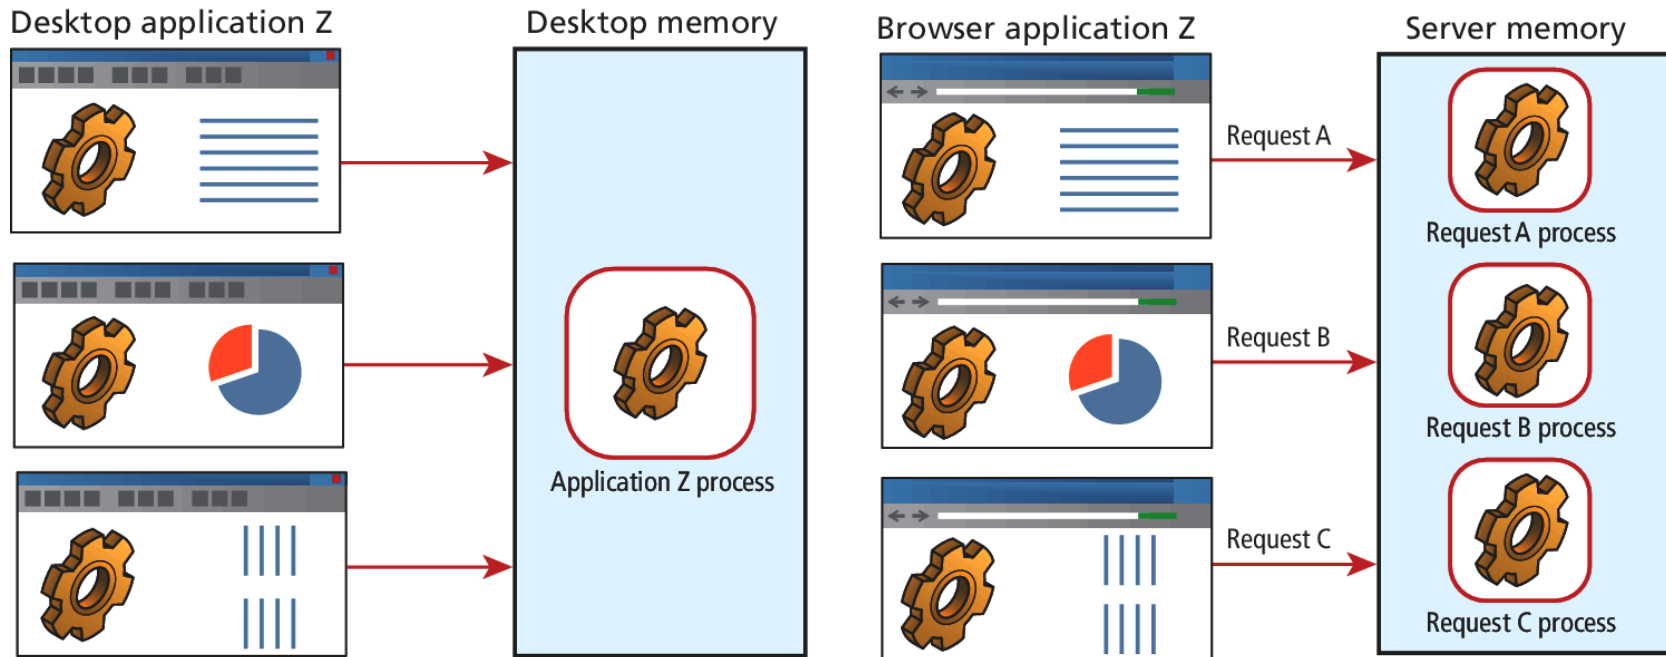 Desktop application Z
Desktop memory
Application Z process
Browser application Z
Server memory
Request A
Request A process
Request B
Request B process
Request C
Request C process